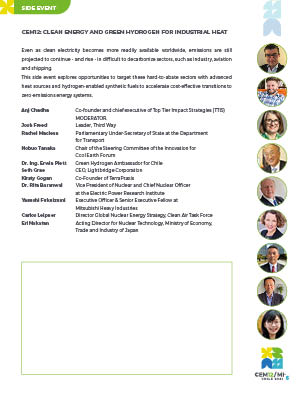 SIDE EVENT
CEM12: CLEAN ENERGY AND GREEN HYDROGEN FOR INDUSTRIAL HEAT
Even as clean electricity becomes more readily available worldwide, emissions are still
projected to continue - and rise - in difficult to decarbonize sectors, such as industry, aviation
and shipping.
This side event explores opportunities to target these hard-to-abate sectors with advanced
heat sources and hydrogen-enabled synthetic fuels to accelerate cost-effective transitions to
zero-emissions energy systems.
Anj Chadha Co-founder and chief executive of Top Tier Impact Strategies (TTIS)
MODERATOR.
Josh Freed Leader, Third Way
Rachel Maclean Parliamentary Under-Secretary of State at the Department
for Transport
Nobuo Tanaka Chair of the Steering Committee of the Innovation for
Cool Earth Forum
Dr. Ing. Erwin Plett Green Hydrogen Ambassador for Chile
Seth Grae CEO, Lightbridge Corporation
Kirsty Gogan Co-Founder of TerraPraxis
Dr. Rita Baranwal Vice President of Nuclear and Chief Nuclear Officer
at the Electric Power Research Institute
Executive Officer & Senior Executive Fellow at
Mitsubishi Heavy Industries
Carlos Leipner Director Global Nuclear Energy Strategy, Clean Air Task Force
Eri Acting Director for Nuclear Technology, Ministry of Economy,
Trade and Industry of Japan
CEM12/MI-6
CHILE 2021